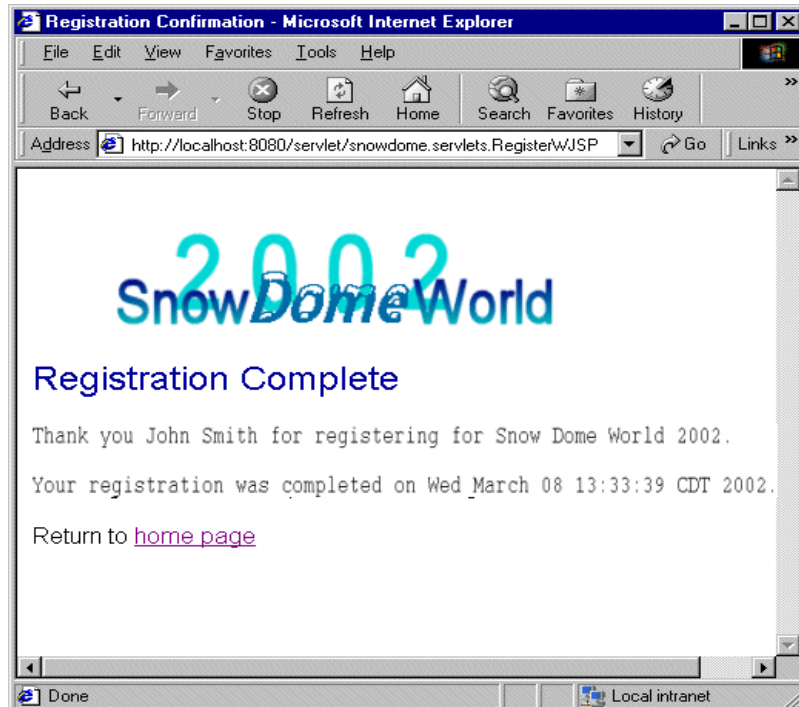 Registration Confirmation - Microsoft Internet Explorer
File Edit View Favorites Tools Help
Back Forward Stop Refresh Home Search Favorites History »
Address http://localhost:8080/servlet/snowdome.servlets.RegisterWJSP Go Links »
2002
SnowDomeWorld
Registration Complete
Thank you John Smith for registering for Snow Dome World 2002.
Your registration was completed on Wed March 08 13:33:39 CDT 2002.
Return to home page
Done Local intranet